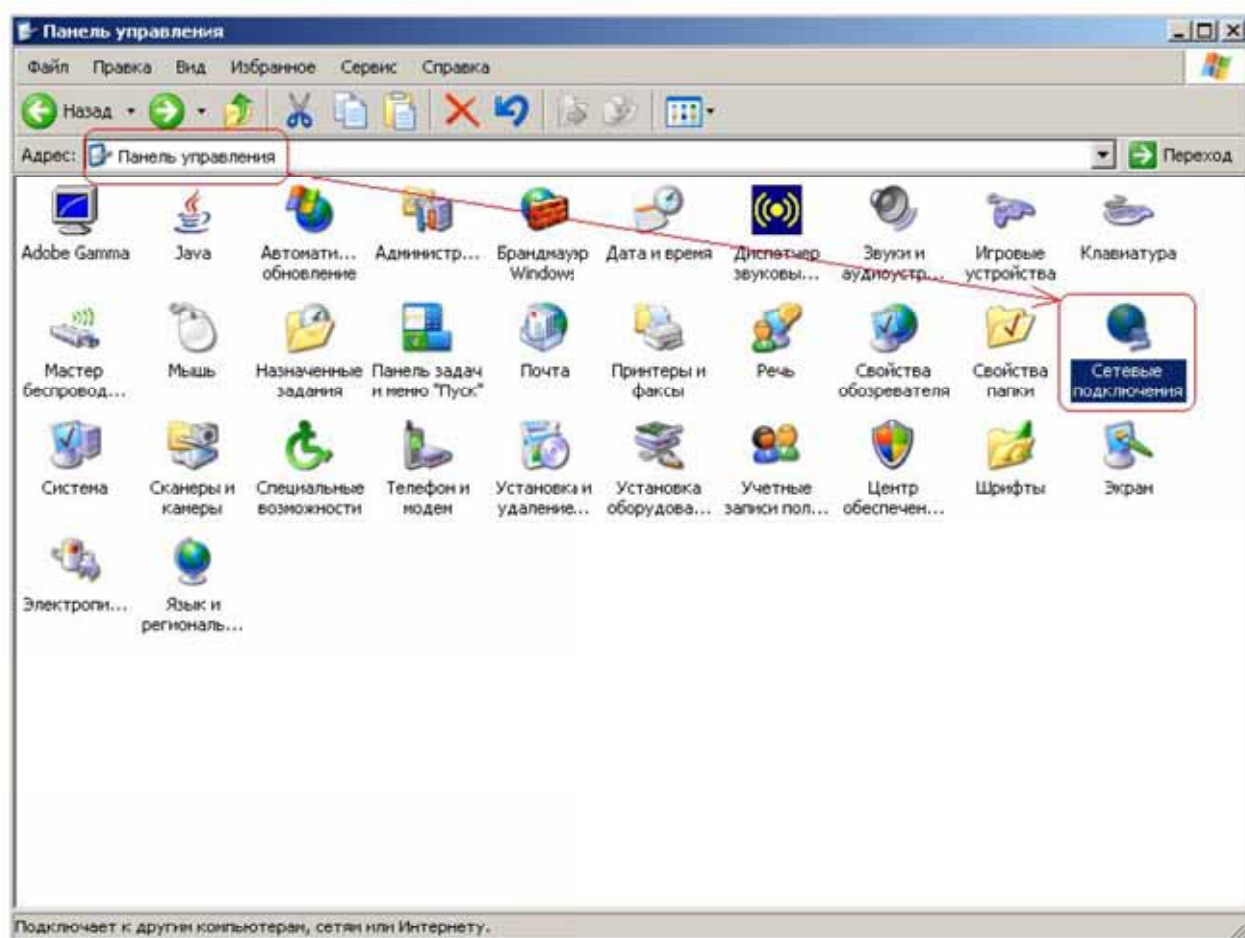 Панель управления
Файл Правка Вид Избранное Сервис Справка
Назад
Адрес: Панель управления Переход
Adobe Gamma Java Автомати... Администр... Брандмауэр Дата и время Диспетчер Звуки и Игровые Клавиатура
обновление Windows звуковы... аудиоустр... устройства
Мастер Мышь Назначенные Панель задач Почта Принтеры и Речь Свойства Свойства Сетевые
беспровод... задания и меню "Пуск" факсы обозревателя папки подключения
Система Сканеры и Специальные Телефон и Установка и Установка Учетные Центр Шрифты Экран
камеры возможности модем удаление... оборудова... записи пол... обеспечен...
Электропи... Язык и
региональ...
Подключает к другим компьютерам, сетям или Интернету.